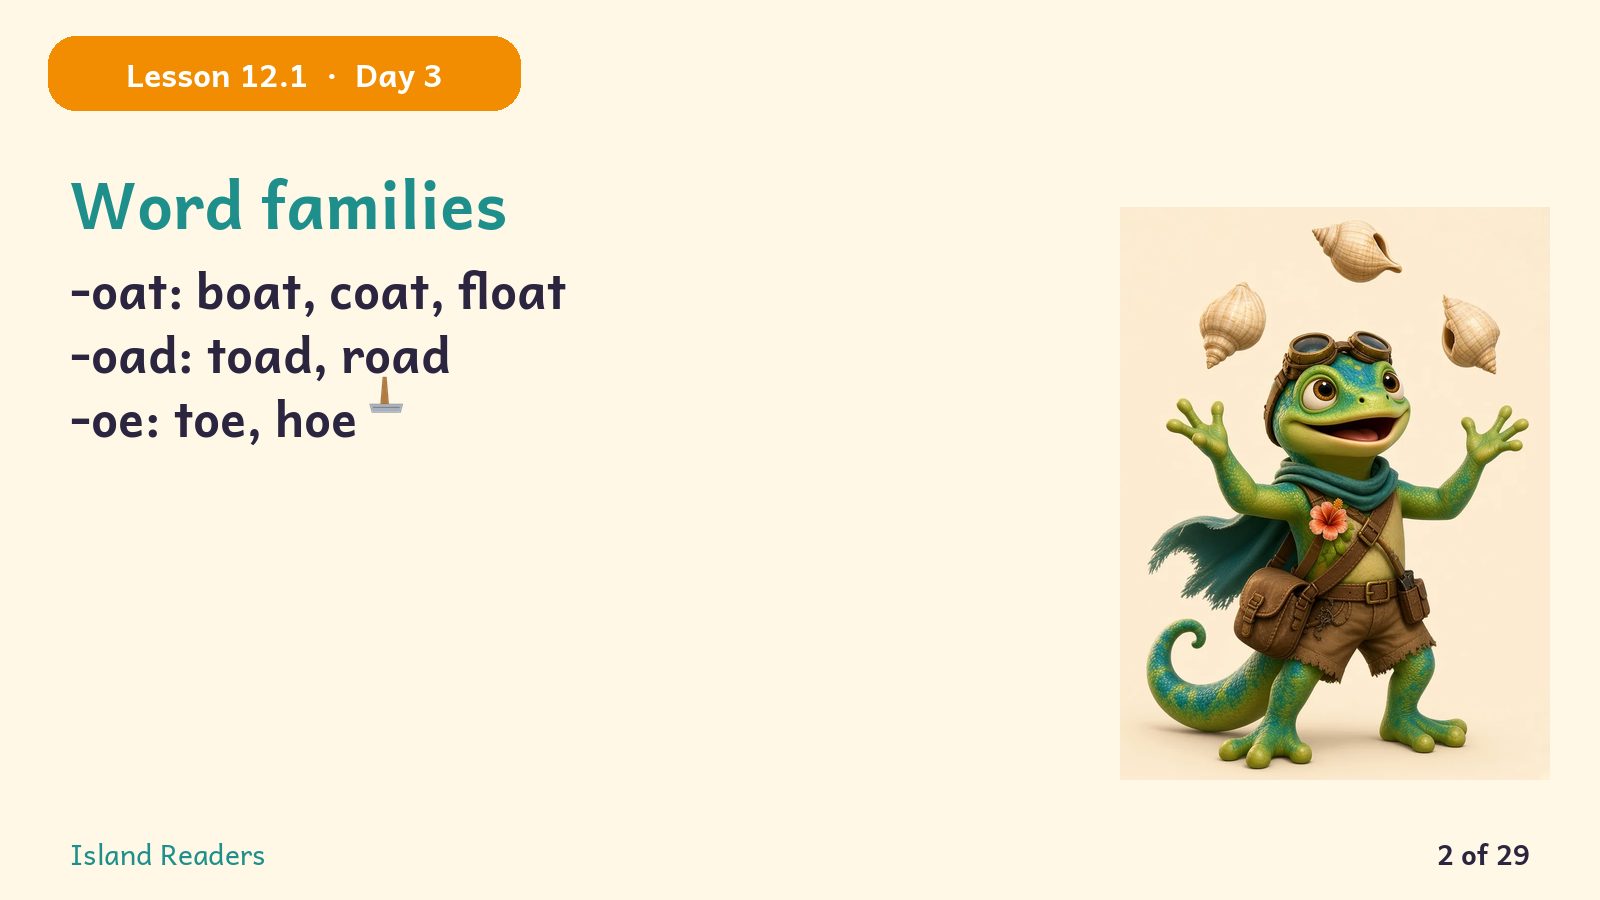 Lesson 12.1 · Day 3
Word families
-oat: boat, coat, float
-oad: toad, road
-oe: toe, hoe
Island Readers
2 of 29